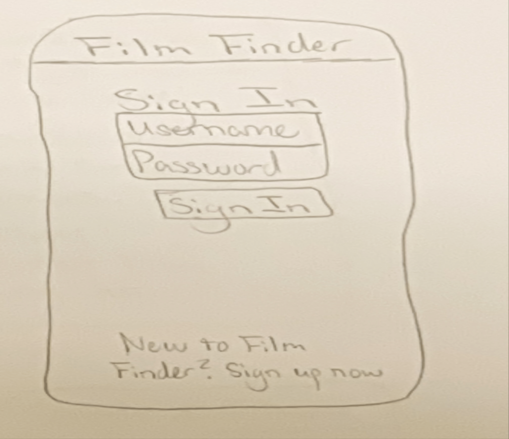 Film Finder
Sign In
Username
Password
Sign In
New to Film
Finder? Sign up now